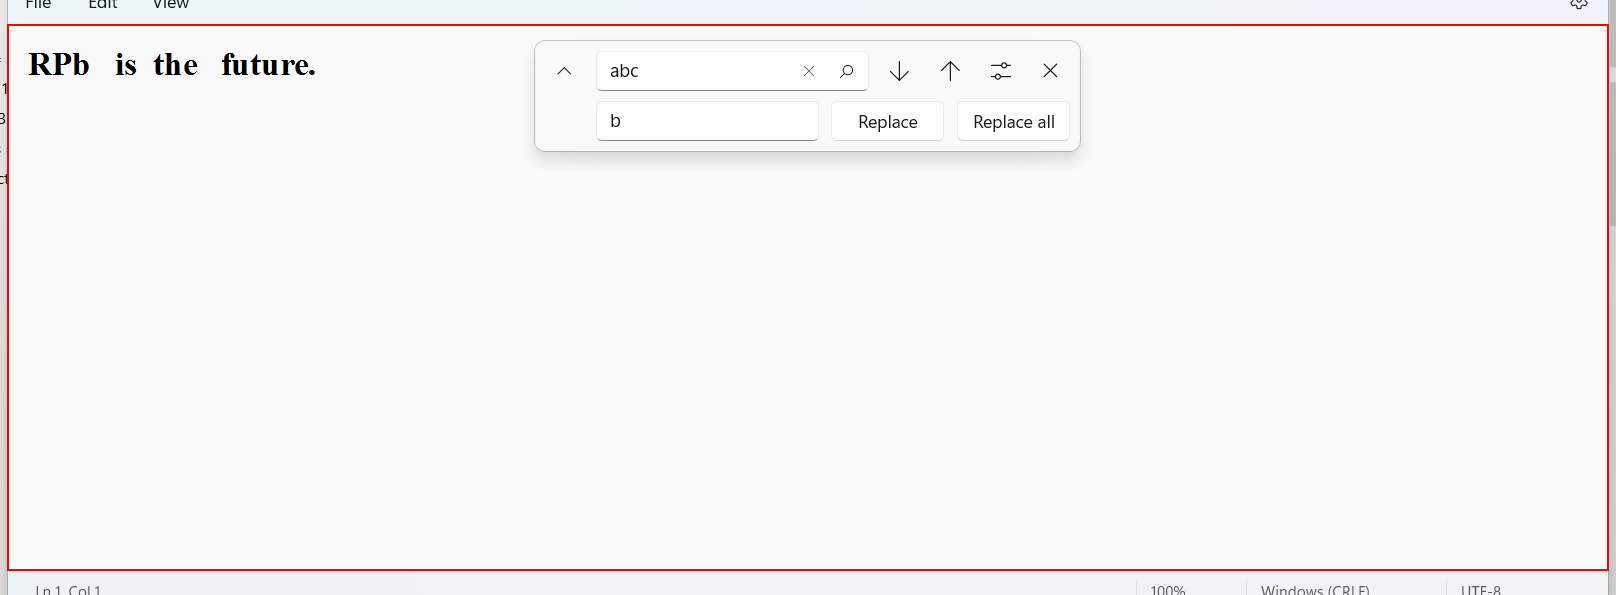 File Edit View
RPb is the future.
abc
b Replace Replace all
Ln 1, Col 1 100% Windows (CRLF) UTF-8